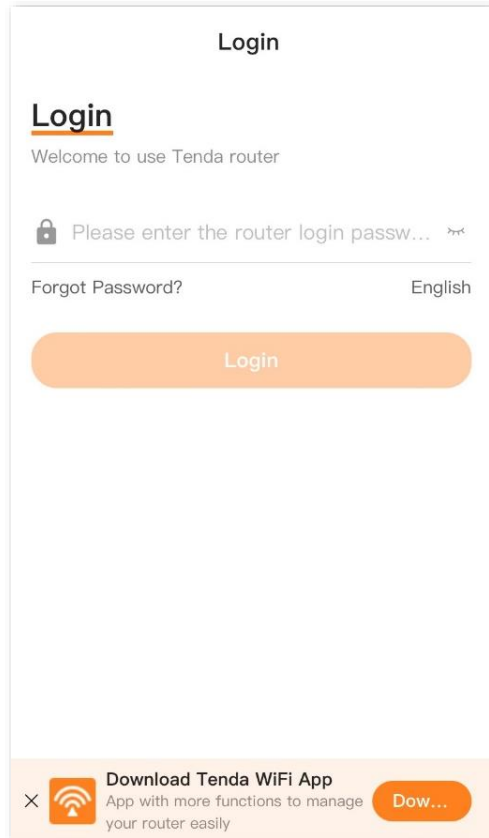 Login
Login
Welcome to use Tenda router
Please enter the router login passw...
Forgot Password?
English
Login
Download Tenda WiFi App
App with more functions to manage
your router easily
Dow...